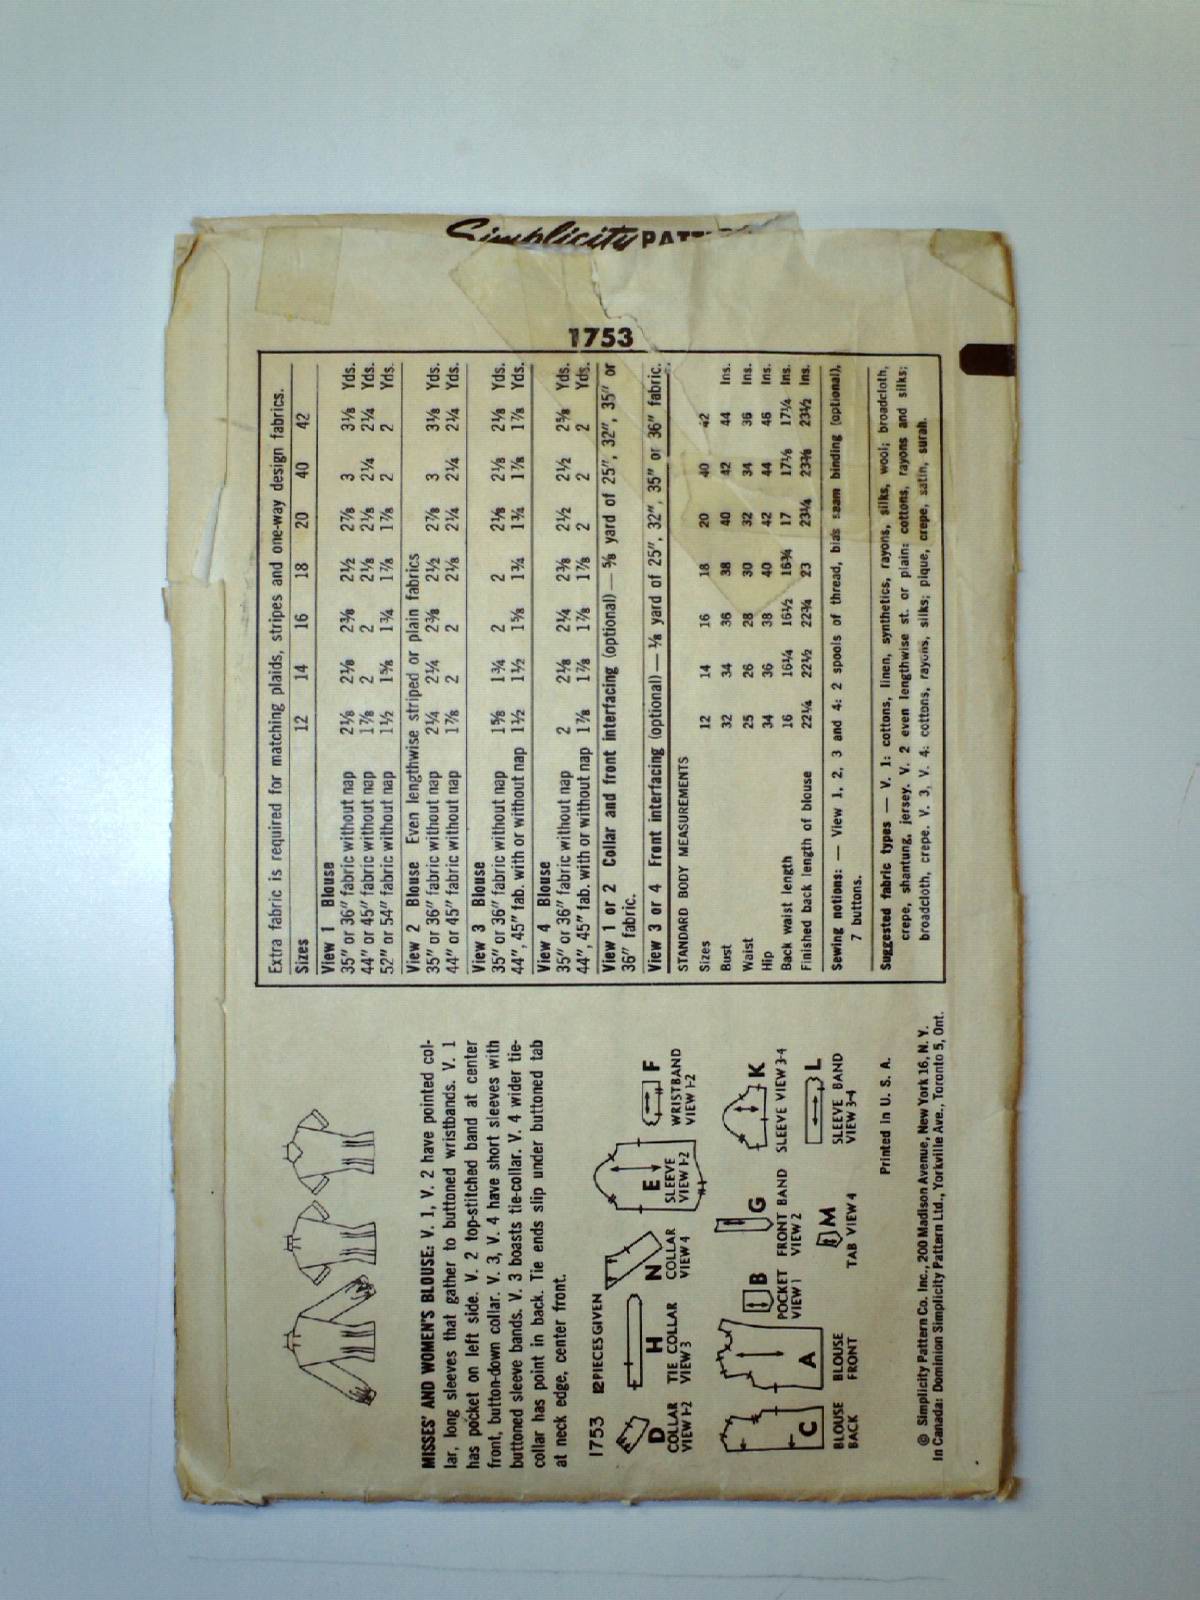 Simplicity
1753
MISSES' AND WOMEN'S BLOUSE: V. 1, V. 2 have pointed col-
lar, long sleeves that gather to buttoned wristbands. V. 1
has pocket on left side. V. 2 top-stitched band at center
front, button-down collar. V. 3, V. 4 have short sleeves with
buttoned sleeve bands. V. 3 boasts tie-collar. V. 4 wider tie-
collar has point in back. Tie ends slip under buttoned tab
at neck edge, center front.
1753 12 PIECES GIVEN
D
COLLAR
VIEW 1-2
H
TIE COLLAR
VIEW 3
N
COLLAR
VIEW 4
E
SLEEVE
VIEW 1-2
F
WRISTBAND
VIEW 1-2
C
BLOUSE
BACK
A
BLOUSE
FRONT
B
POCKET
VIEW 1
G
FRONT BAND
VIEW 2
K
SLEEVE VIEW 3-4
M
TAB VIEW 4
L
SLEEVE BAND
VIEW 3-4
Printed in U. S. A.
© Simplicity Pattern Co. Inc., 200 Madison Avenue, New York 16, N. Y.
In Canada: Dominion Simplicity Pattern Ltd., Yorkville Ave., Toronto 5, Ont.
Extra fabric is required for matching plaids, stripes and one-way design fabrics.
Sizes 12 14 16 18 20 40 42
View 1 Blouse
35" or 36" fabric without nap 2⅛ 2⅛ 2⅜ 2½ 2⅞ 3 3⅛ Yds.
44" or 45" fabric without nap 1⅞ 2 2 2⅛ 2⅛ 2¼ 2¼ Yds.
52" or 54" fabric without nap 1½ 1⅝ 1¾ 1⅞ 1⅞ 2 2 Yds.
View 2 Blouse Even lengthwise striped or plain fabrics
35" or 36" fabric without nap 2¼ 2¼ 2⅜ 2½ 2⅞ 3 3⅛ Yds.
44" or 45" fabric without nap 1⅞ 2 2 2⅛ 2¼ 2¼ 2¼ Yds.
View 3 Blouse
35" or 36" fabric without nap 1⅝ 1¾ 2 2 2⅛ 2⅛ 2⅛ Yds.
44", 45" fab. with or without nap 1½ 1½ 1⅝ 1¾ 1¾ 1⅞ 1⅞ Yds.
View 4 Blouse
35" or 36" fabric without nap 2 2⅛ 2¼ 2⅜ 2½ 2½ 2⅝ Yds.
44", 45" fab. with or without nap 1⅞ 1⅞ 1⅞ 1⅞ 2 2 2 Yds.
View 1 or 2 Collar and front interfacing (optional) — ⅝ yard of 25", 32", 35" or
36" fabric.
View 3 or 4 Front interfacing (optional) — ⅛ yard of 25", 32", 35" or 36" fabric.
STANDARD BODY MEASUREMENTS
Sizes 12 14 16 18 20 40 42
Bust 32 34 36 38 40 42 44 Ins.
Waist 25 26 28 30 32 34 36 Ins.
Hip 34 36 38 40 42 44 46 Ins.
Back waist length 16 16¼ 16½ 16¾ 17 17⅛ 17¼ Ins.
Finished back length of blouse 22¼ 22½ 22¾ 23 23¼ 23⅜ 23½ Ins.
Sewing notions: — View 1, 2, 3 and 4: 2 spools of thread, bias seam binding (optional),
7 buttons.
Suggested fabric types — V. 1: cottons, linen, synthetics, rayons, silks, wool; broadcloth,
crepe, shantung, jersey. V. 2 even lengthwise st. or plain: cottons, rayons and silks;
broadcloth, crepe. V. 3, V. 4: cottons, rayons, silks; pique, crepe, satin, surah.